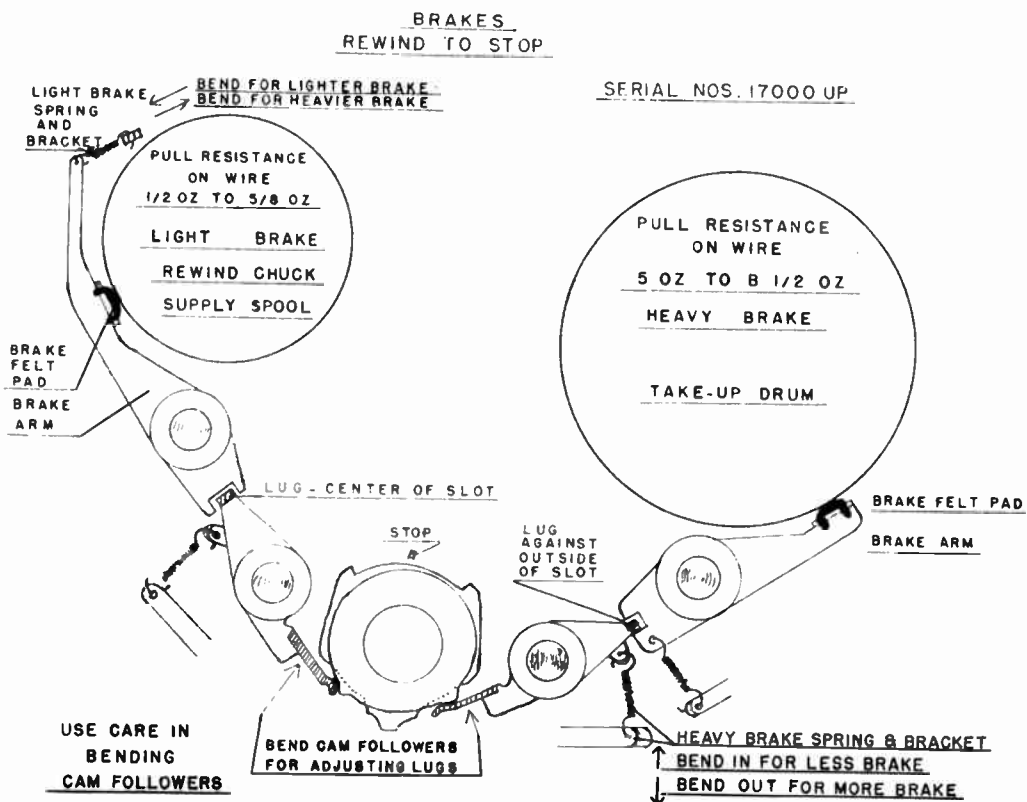 BRAKES
REWIND TO STOP
SERIAL NOS. 17000 UP
LIGHT BRAKE
SPRING
AND
BRACKET
BEND FOR LIGHTER BRAKE
BEND FOR HEAVIER BRAKE
PULL RESISTANCE
ON WIRE
1/2 OZ TO 5/8 OZ
LIGHT BRAKE
REWIND CHUCK
SUPPLY SPOOL
PULL RESISTANCE
ON WIRE
5 OZ TO B 1/2 OZ
HEAVY BRAKE
TAKE-UP DRUM
BRAKE
FELT
PAD
BRAKE
ARM
LUG - CENTER OF SLOT
STOP
LUG
AGAINST
OUTSIDE
OF SLOT
BRAKE FELT PAD
BRAKE ARM
USE CARE IN
BENDING
CAM FOLLOWERS
BEND CAM FOLLOWERS
FOR ADJUSTING LUGS
HEAVY BRAKE SPRING & BRACKET
BEND IN FOR LESS BRAKE
BEND OUT FOR MORE BRAKE